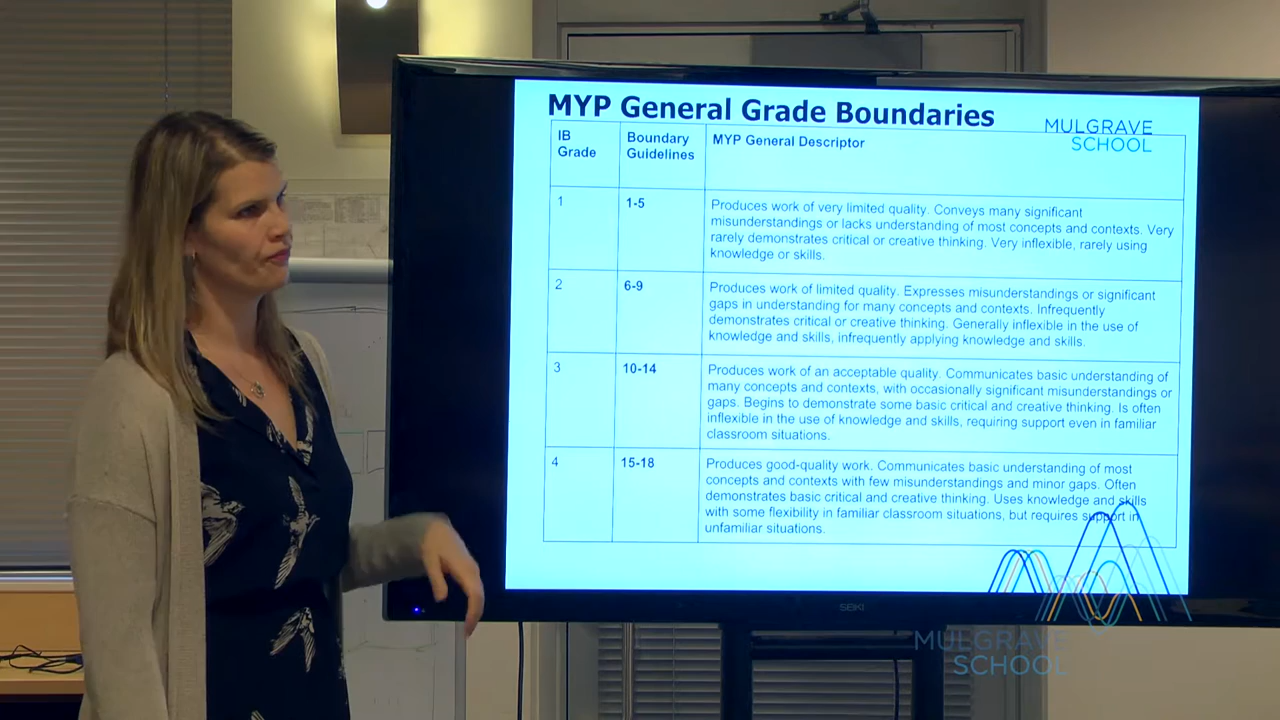 MYP General Grade Boundaries
MULGRAVE
SCHOOL
IB
Grade
Boundary
Guidelines
MYP General Descriptor
1
1-5
Produces work of very limited quality. Conveys many significant
misunderstandings or lacks understanding of most concepts and contexts. Very
rarely demonstrates critical or creative thinking. Very inflexible, rarely using
knowledge or skills.
2
6-9
Produces work of limited quality. Expresses misunderstandings or significant
gaps in understanding for many concepts and contexts. Infrequently
demonstrates critical or creative thinking. Generally inflexible in the use of
knowledge and skills, infrequently applying knowledge and skills.
3
10-14
Produces work of an acceptable quality. Communicates basic understanding of
many concepts and contexts, with occasionally significant misunderstandings or
gaps. Begins to demonstrate some basic critical and creative thinking. Is often
inflexible in the use of knowledge and skills, requiring support even in familiar
classroom situations.
4
15-18
Produces good-quality work. Communicates basic understanding of most
concepts and contexts with few misunderstandings and minor gaps. Often
demonstrates basic critical and creative thinking. Uses knowledge and skills
with some flexibility in familiar classroom situations, but requires support in
unfamiliar situations.
SEIKI
MULGRAVE
SCHOOL